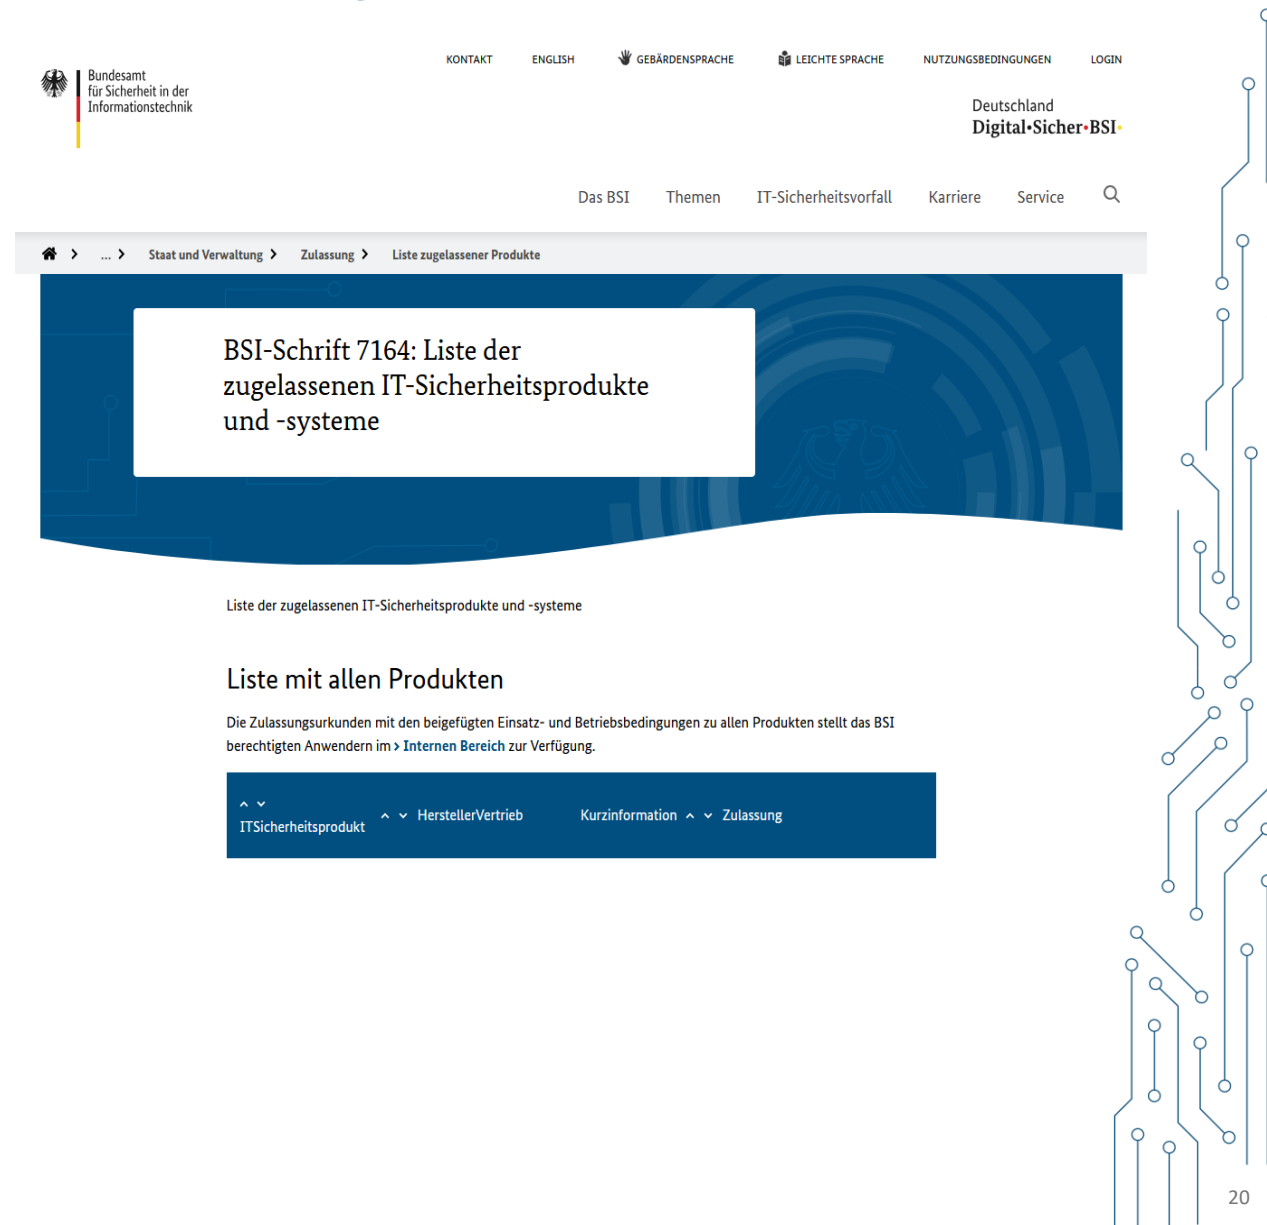 KONTAKT ENGLISH GEBÄRDENSPRACHE LEICHTE SPRACHE NUTZUNGSBEDINGUNGEN LOGIN
Bundesamt
für Sicherheit in der
Informationstechnik
Deutschland
Digital•Sicher•BSI•
Das BSI Themen IT-Sicherheitsvorfall Karriere Service
... Staat und Verwaltung Zulassung Liste zugelassener Produkte
BSI-Schrift 7164: Liste der
zugelassenen IT-Sicherheitsprodukte
und -systeme
Liste der zugelassenen IT-Sicherheitsprodukte und -systeme
Liste mit allen Produkten
Die Zulassungsurkunden mit den beigefügten Einsatz- und Betriebsbedingungen zu allen Produkten stellt das BSI
berechtigten Anwendern im > Internen Bereich zur Verfügung.
ITSicherheitsprodukt HerstellerVertrieb Kurzinformation Zulassung
20